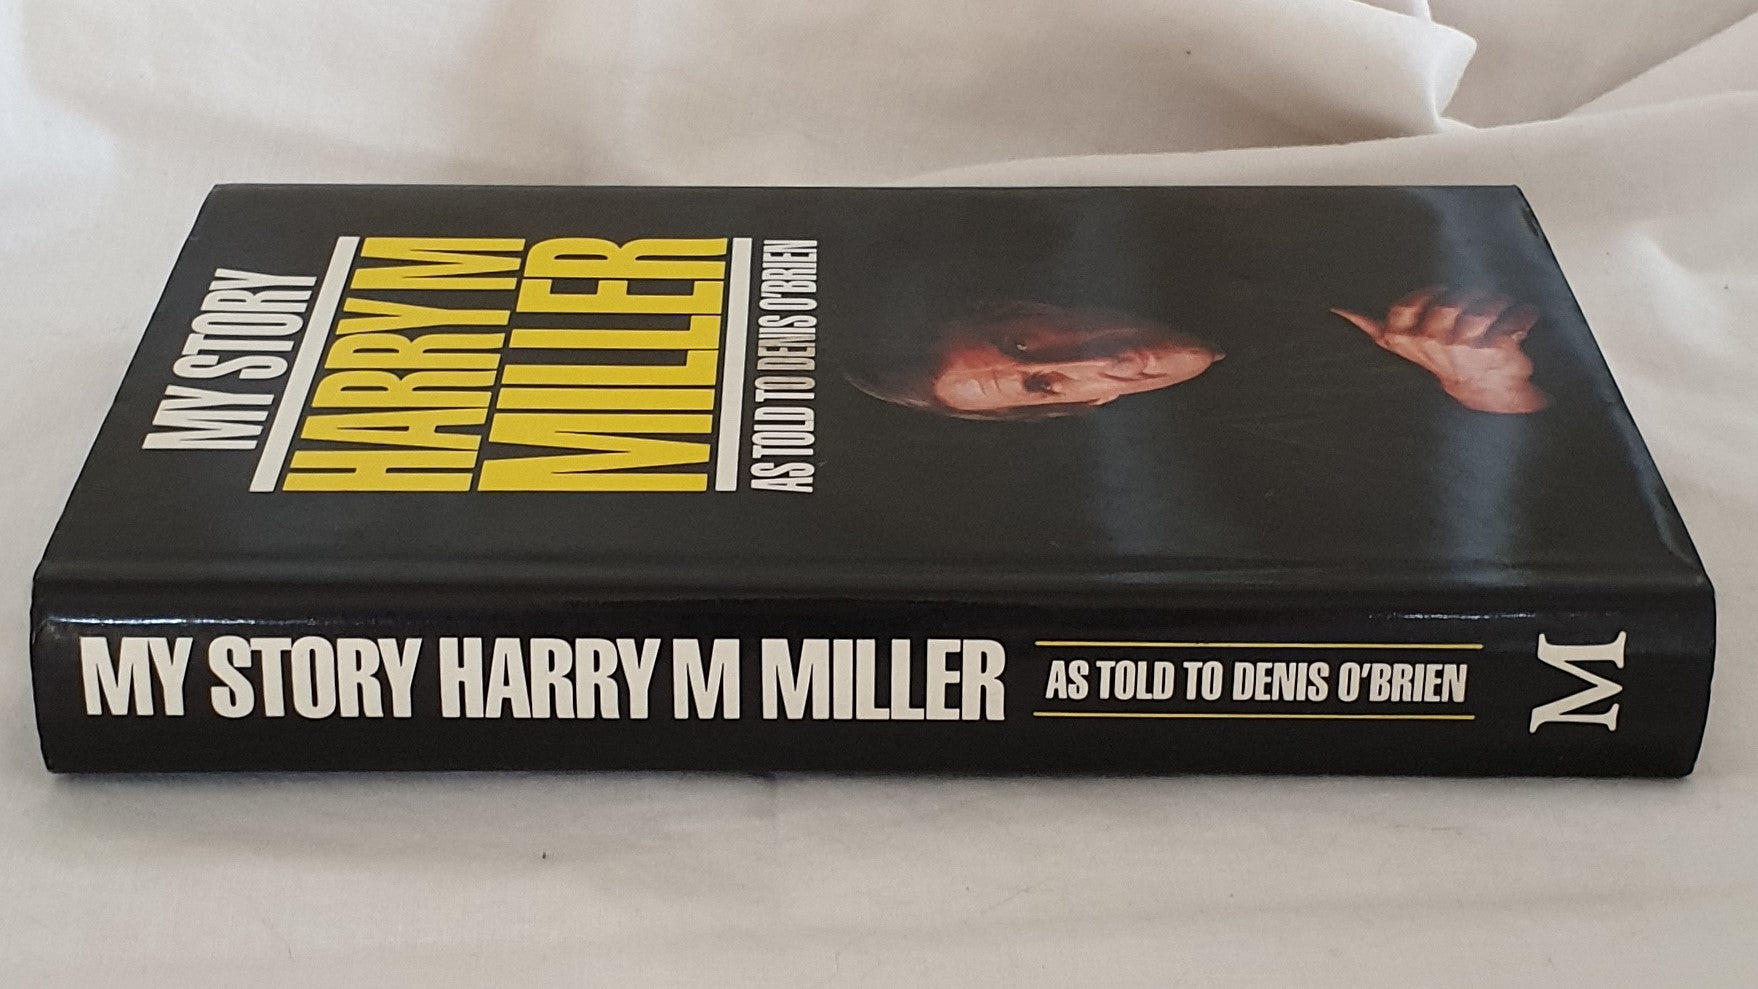 MY STORY
HARRY M
MILLER
AS TOLD TO DENIS O'BRIEN
MY STORY HARRY M MILLER
AS TOLD TO DENIS O'BRIEN
M